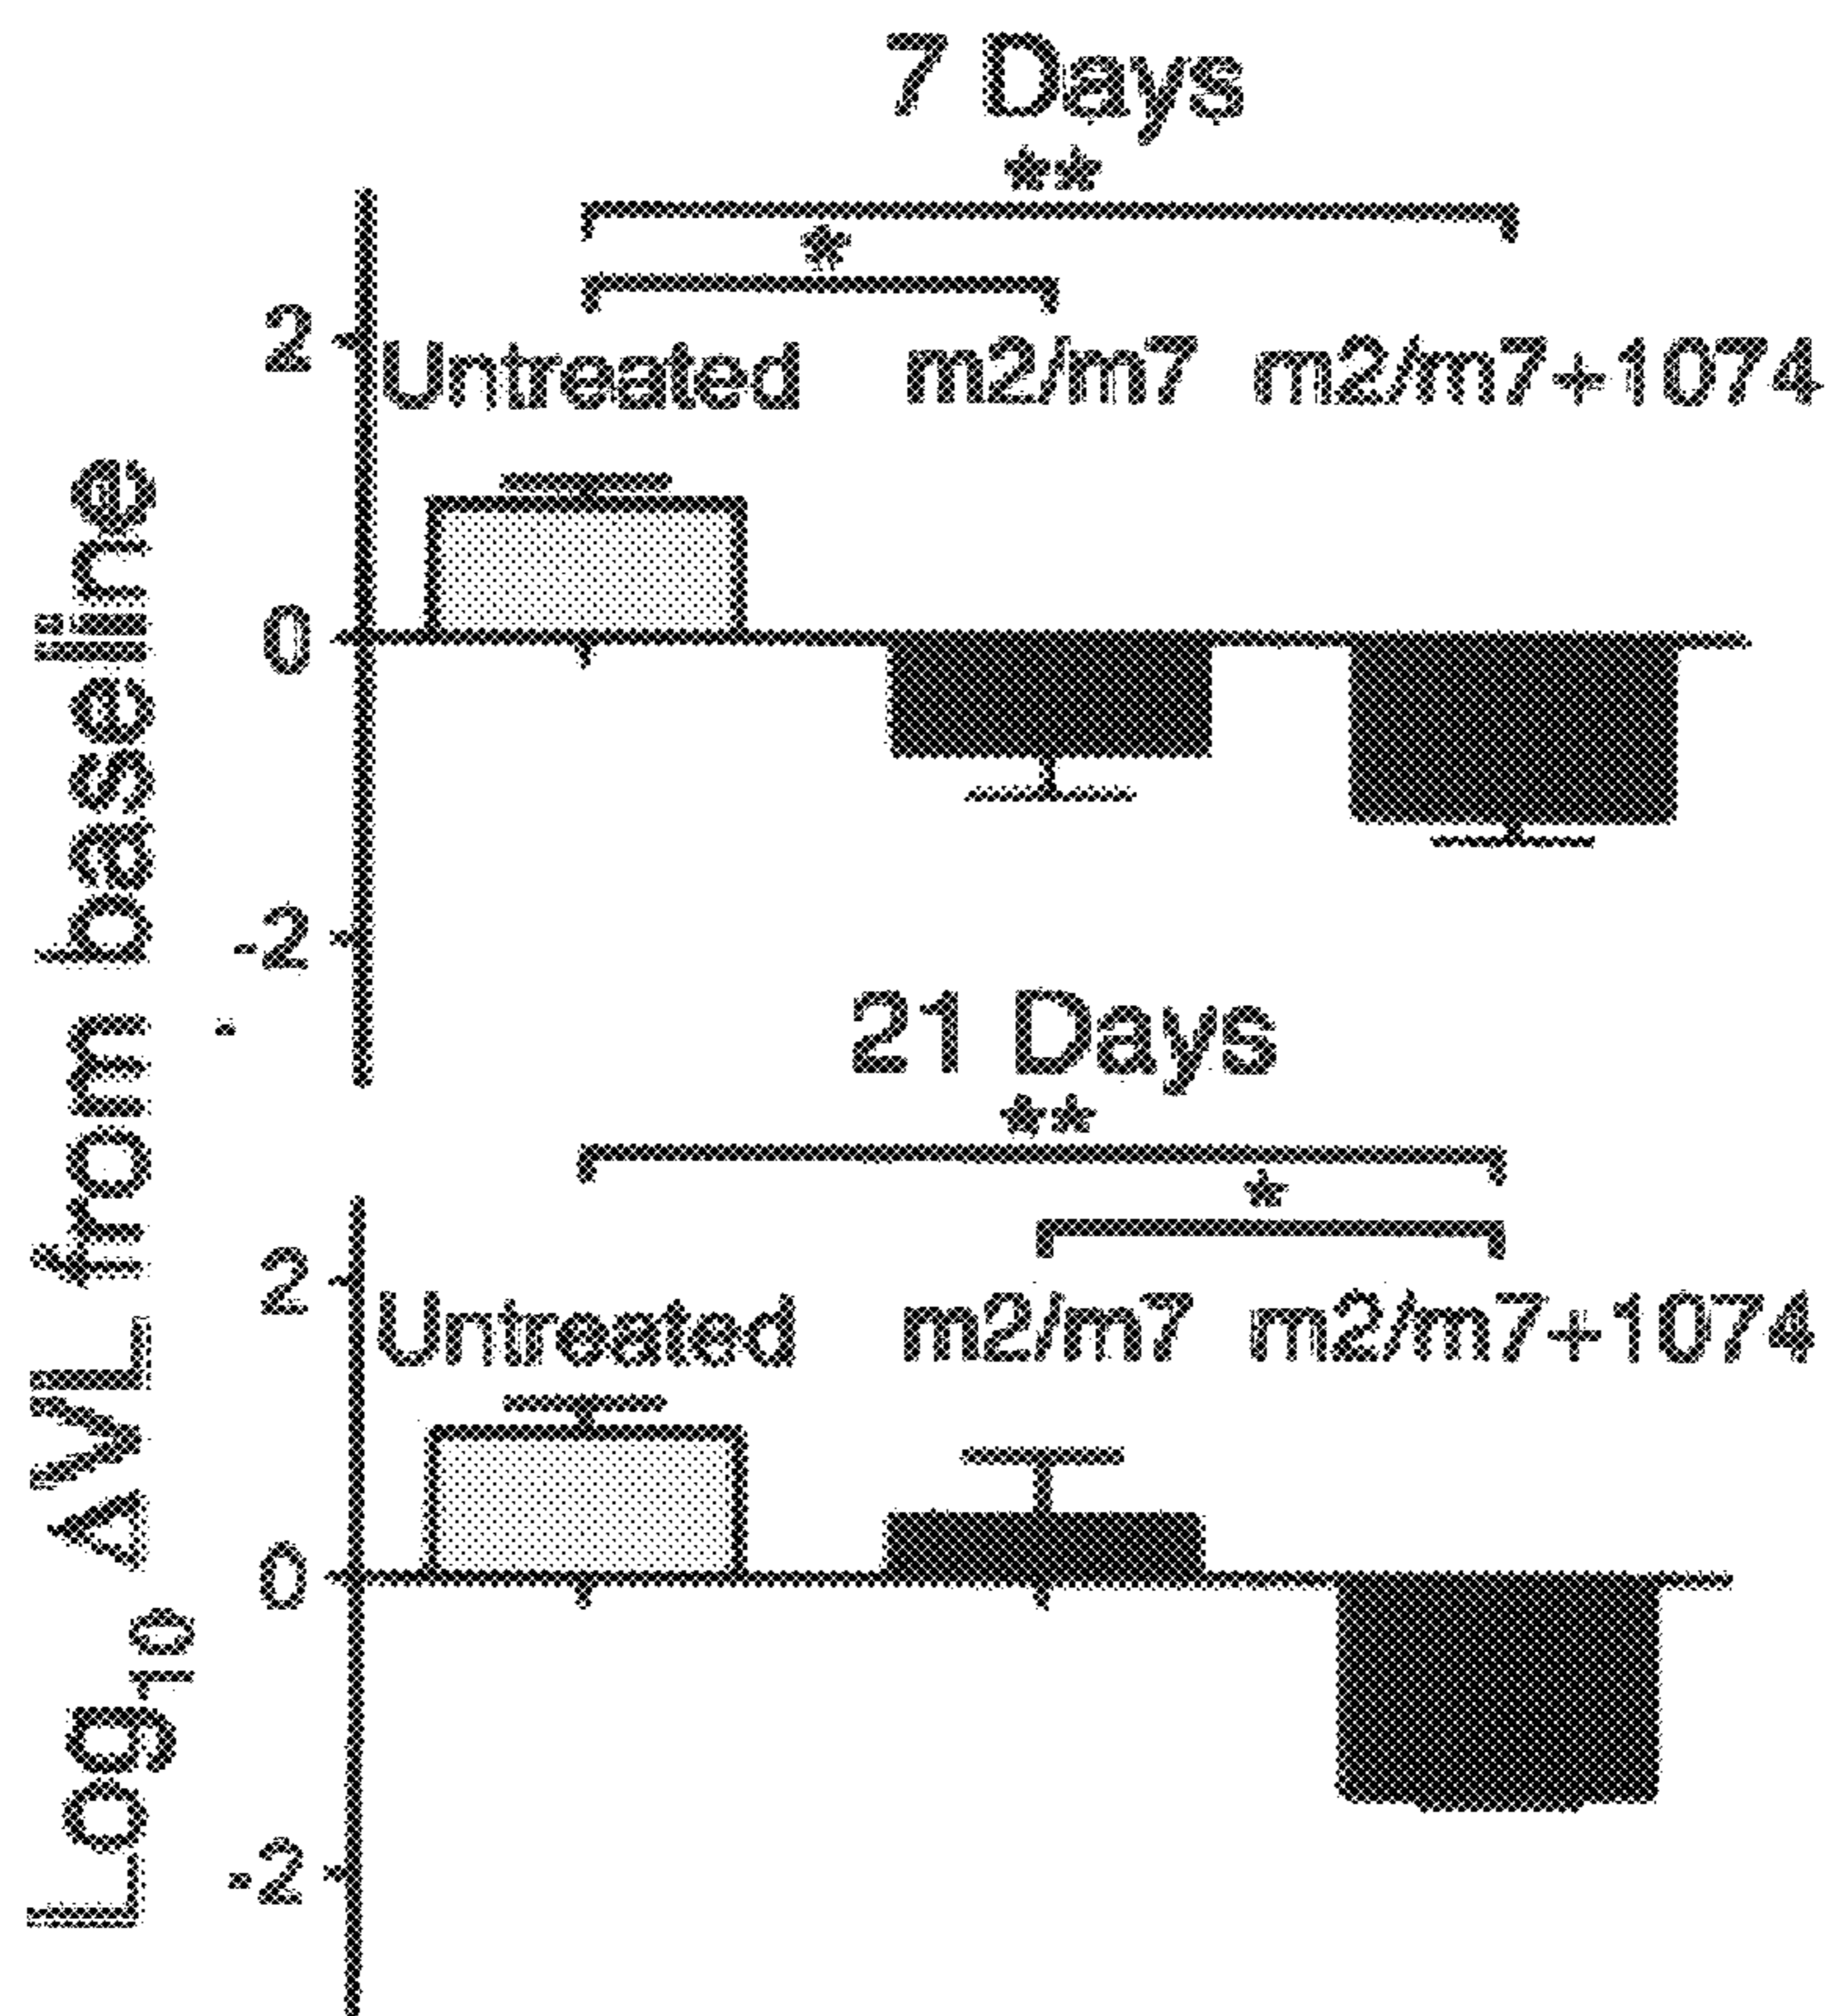 7 Days
**
*
2
Untreated m2/m7 m2/m7+1074
0
-2
Log10 ΔVL from baseline
21 Days
**
*
2
Untreated m2/m7 m2/m7+1074
0
-2